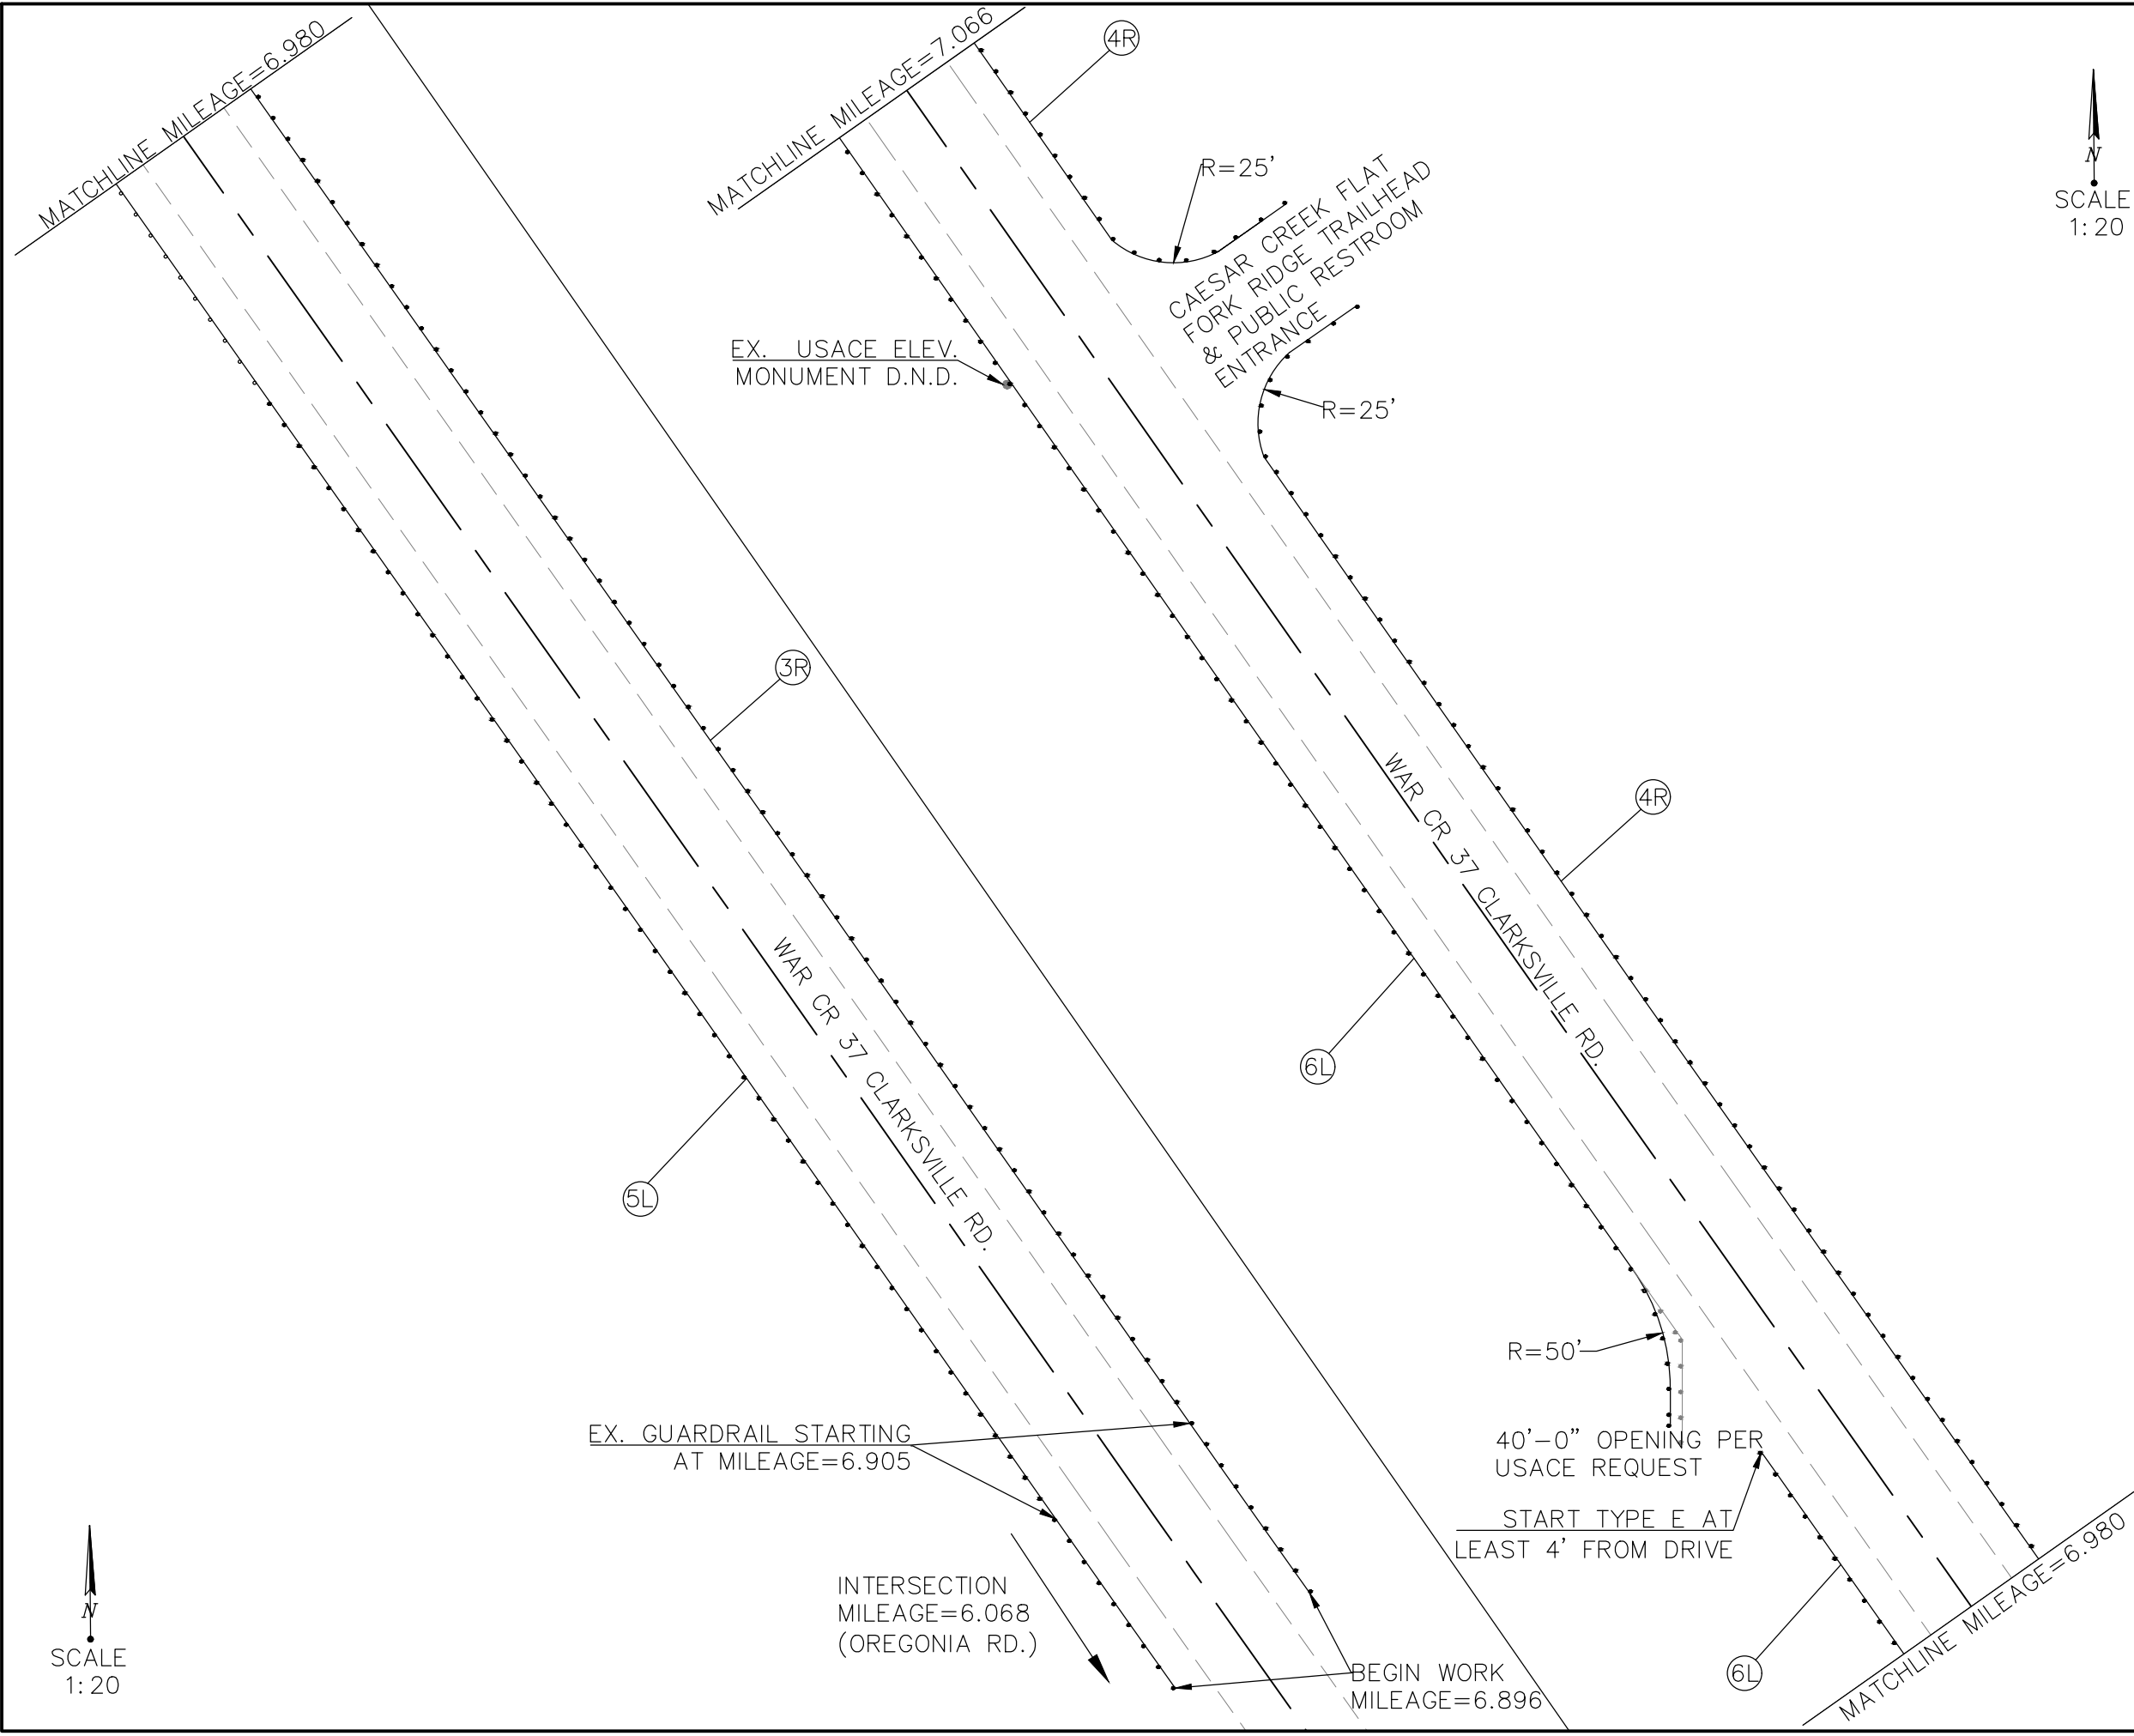 MATCHLINE MILEAGE=6.980
3R
WAR CR 37 CLARKSVILLE RD.
5L
EX. GUARDRAIL STARTING
AT MILEAGE=6.905
INTERSECTION
MILEAGE=6.068
(OREGONIA RD.)
BEGIN WORK
MILEAGE=6.896
N
SCALE
1:20
MATCHLINE MILEAGE=7.066
4R
R=25'
CAESAR CREEK FLAT
FORK RIDGE TRAILHEAD
& PUBLIC RESTROOM
ENTRANCE
EX. USACE ELEV.
MONUMENT D.N.D.
R=25'
N
SCALE
1:20
4R
WAR CR 37 CLARKSVILLE RD.
6L
R=50'
40'-0" OPENING PER
USACE REQUEST
START TYPE E AT
LEAST 4' FROM DRIVE
6L
MATCHLINE MILEAGE=6.980